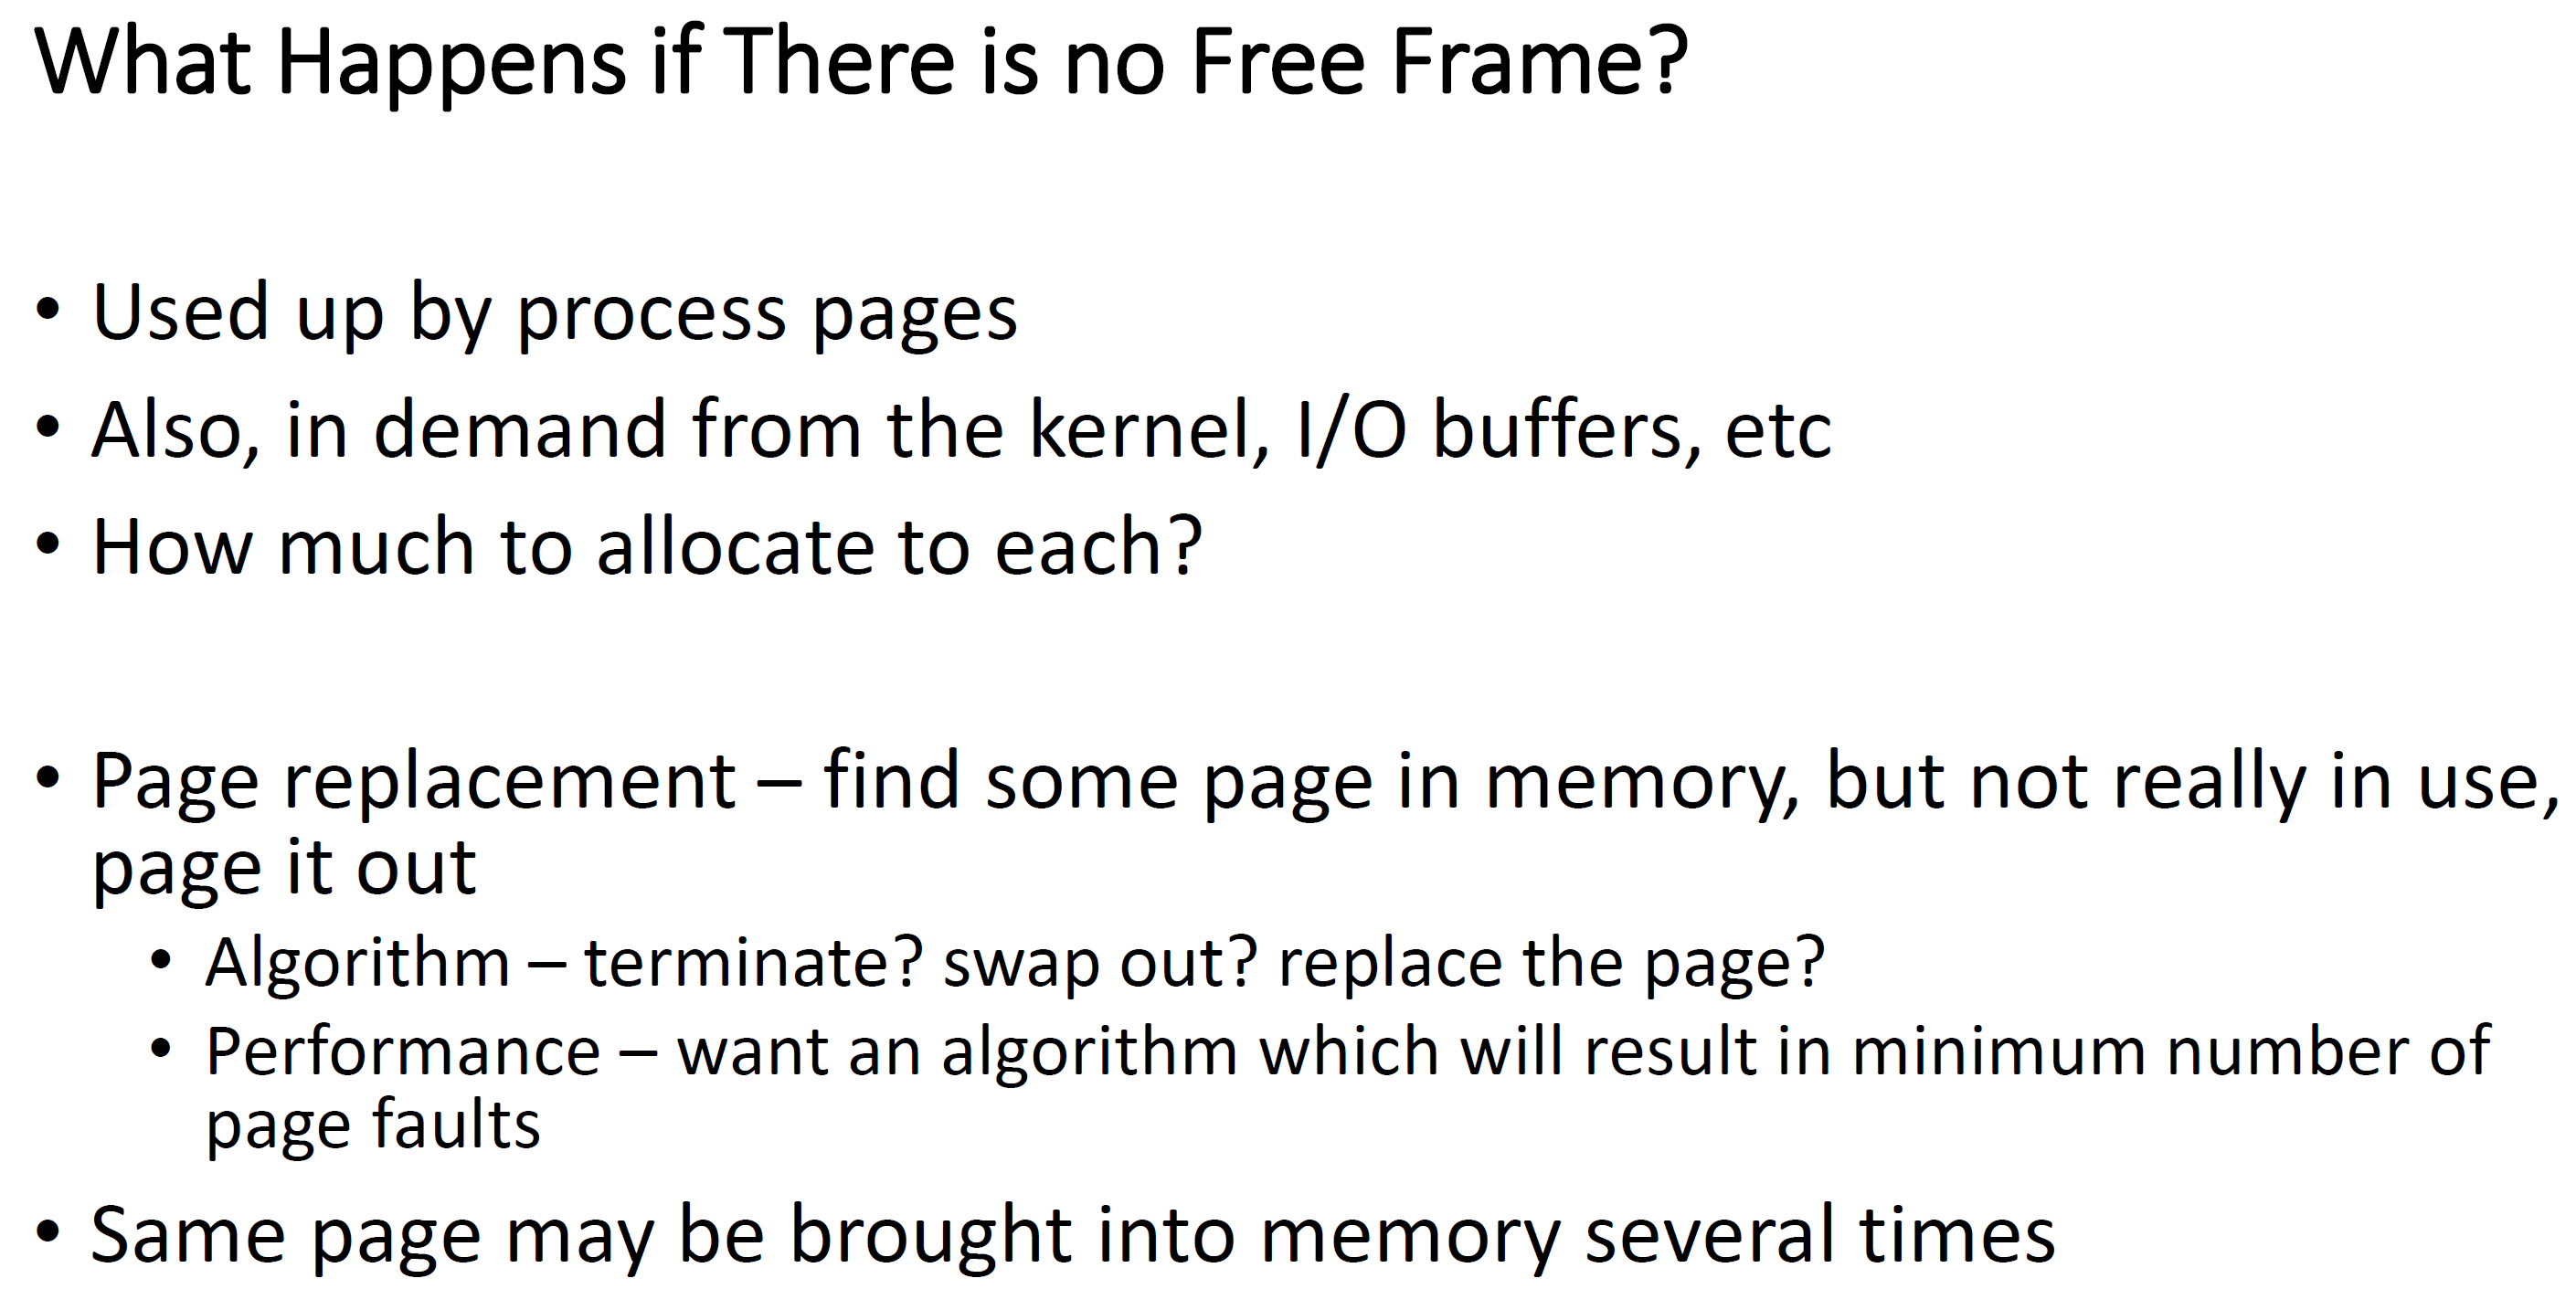 What Happens if There is no Free Frame?
• Used up by process pages
• Also, in demand from the kernel, I/O buffers, etc
• How much to allocate to each?
• Page replacement – find some page in memory, but not really in use,
page it out
• Algorithm – terminate? swap out? replace the page?
• Performance – want an algorithm which will result in minimum number of
page faults
• Same page may be brought into memory several times